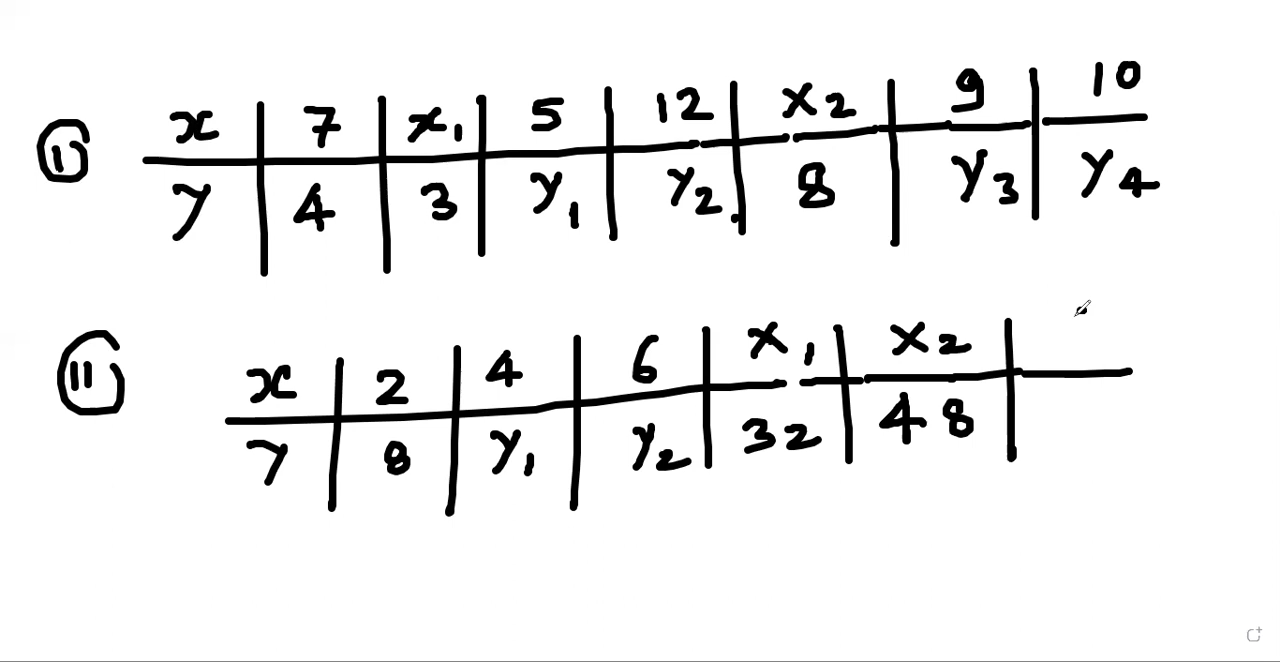 (i) x 7 x₁ 5 12 x₂ 9 10
y 4 3 y₁ y₂ 8 y₃ y₄
(ii) x 2 4 6 x₁ x₂
y 8 y₁ y₂ 32 48